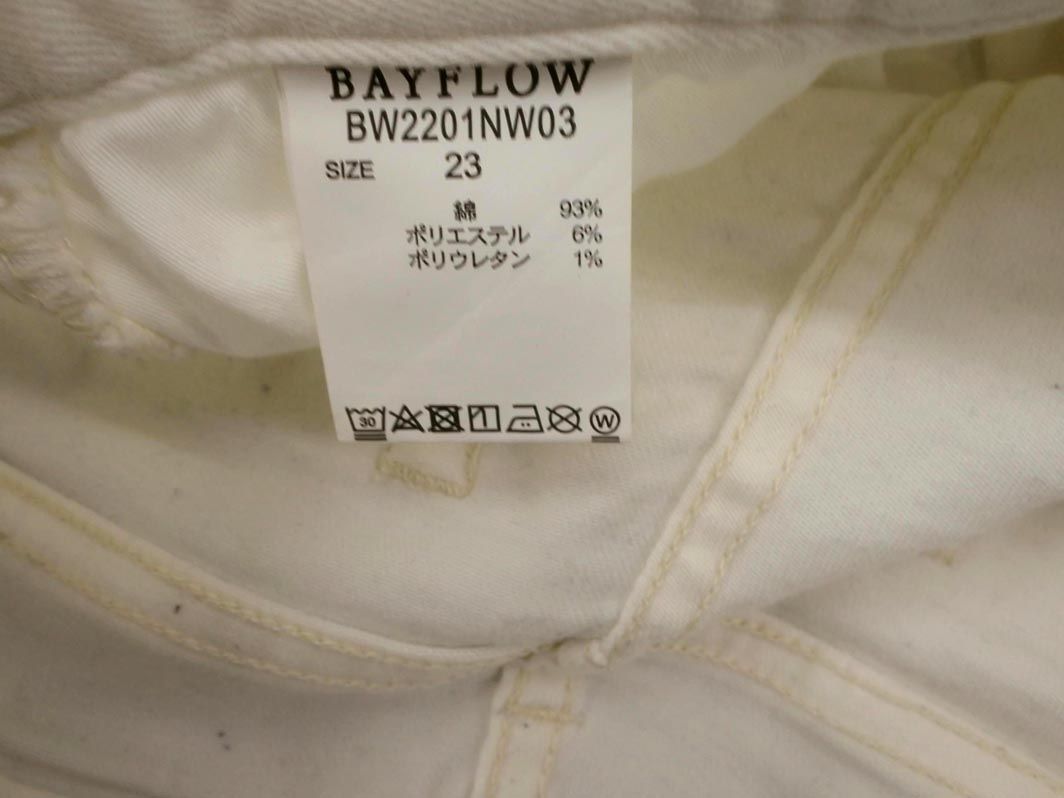 BAYFLOW
BW2201NW03
SIZE 23
綿 93%
ポリエステル 6%
ポリウレタン 1%
30 W